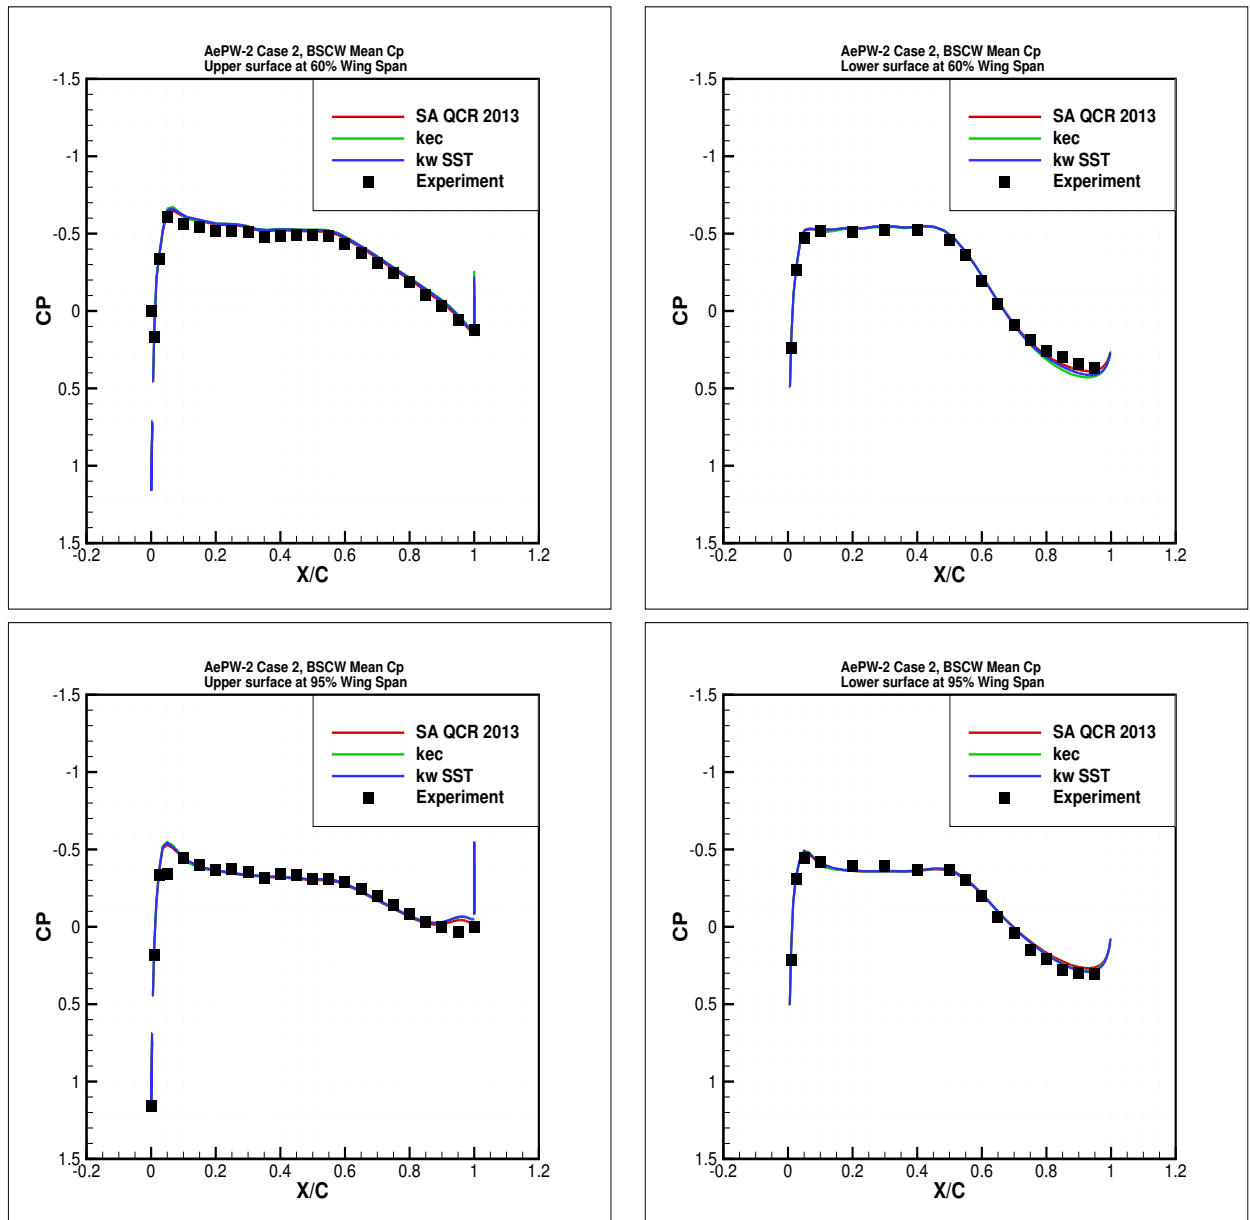 AePW-2 Case 2, BSCW Mean Cp
Upper surface at 60% Wing Span
-1.5
-1
-0.5
0
0.5
1
1.5
CP
-0.2
0
0.2
0.4
0.6
0.8
1
1.2
X/C
SA QCR 2013
kec
kw SST
Experiment
AePW-2 Case 2, BSCW Mean Cp
Lower surface at 60% Wing Span
-1.5
-1
-0.5
0
0.5
1
1.5
CP
-0.2
0
0.2
0.4
0.6
0.8
1
1.2
X/C
SA QCR 2013
kec
kw SST
Experiment
AePW-2 Case 2, BSCW Mean Cp
Upper surface at 95% Wing Span
-1.5
-1
-0.5
0
0.5
1
1.5
CP
-0.2
0
0.2
0.4
0.6
0.8
1
1.2
X/C
SA QCR 2013
kec
kw SST
Experiment
AePW-2 Case 2, BSCW Mean Cp
Lower surface at 95% Wing Span
-1.5
-1
-0.5
0
0.5
1
1.5
CP
-0.2
0
0.2
0.4
0.6
0.8
1
1.2
X/C
SA QCR 2013
kec
kw SST
Experiment